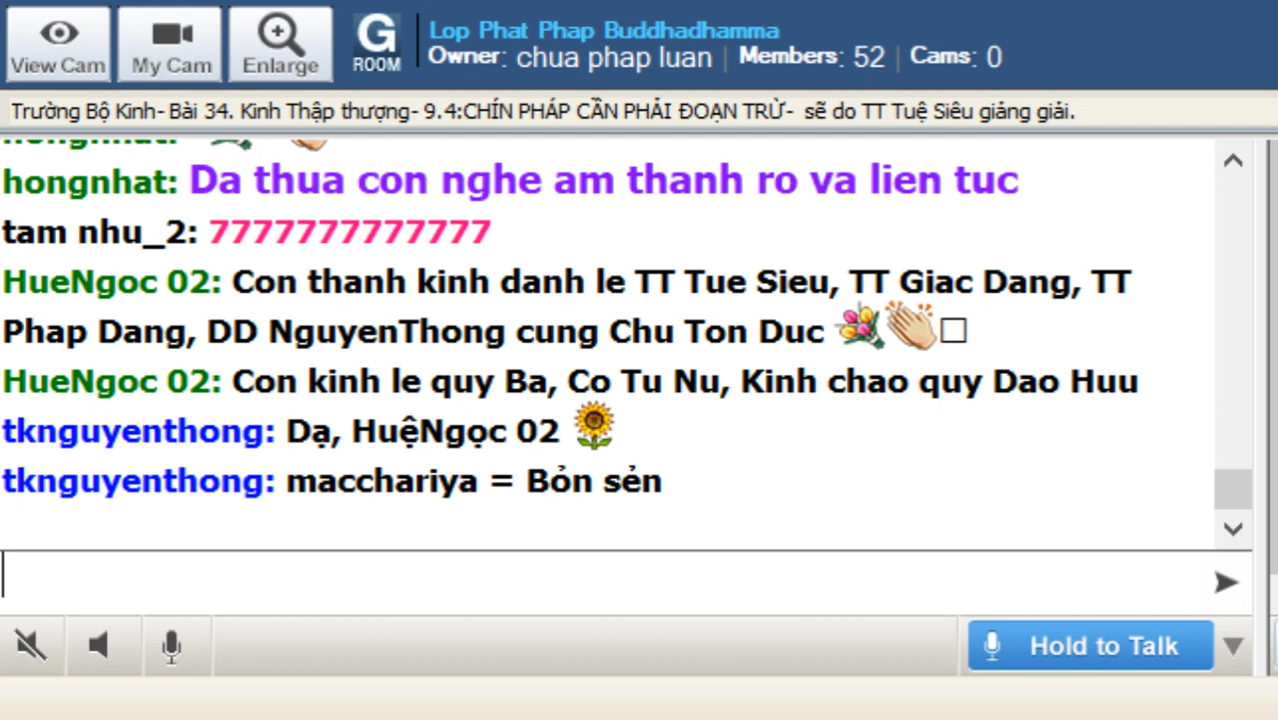 View Cam
My Cam
Enlarge
G
ROOM
Lop Phat Phap Buddhadhamma
Owner: chua phap luan | Members: 52 | Cams: 0
Trường Bộ Kinh- Bài 34. Kinh Thập thượng- 9.4:CHÍN PHÁP CẦN PHẢI ĐOẠN TRỪ- sẽ do TT Tuệ Siêu giảng giải.
hongnhat:
hongnhat: Da thua con nghe am thanh ro va lien tuc
tam nhu_2: 7777777777777
HueNgoc 02: Con thanh kinh danh le TT Tue Sieu, TT Giac Dang, TT
Phap Dang, DD NguyenThong cung Chu Ton Duc
HueNgoc 02: Con kinh le quy Ba, Co Tu Nu, Kinh chao quy Dao Huu
tknguyenthong: Dạ, HuệNgọc 02
tknguyenthong: macchariya = Bỏn sẻn
Hold to Talk